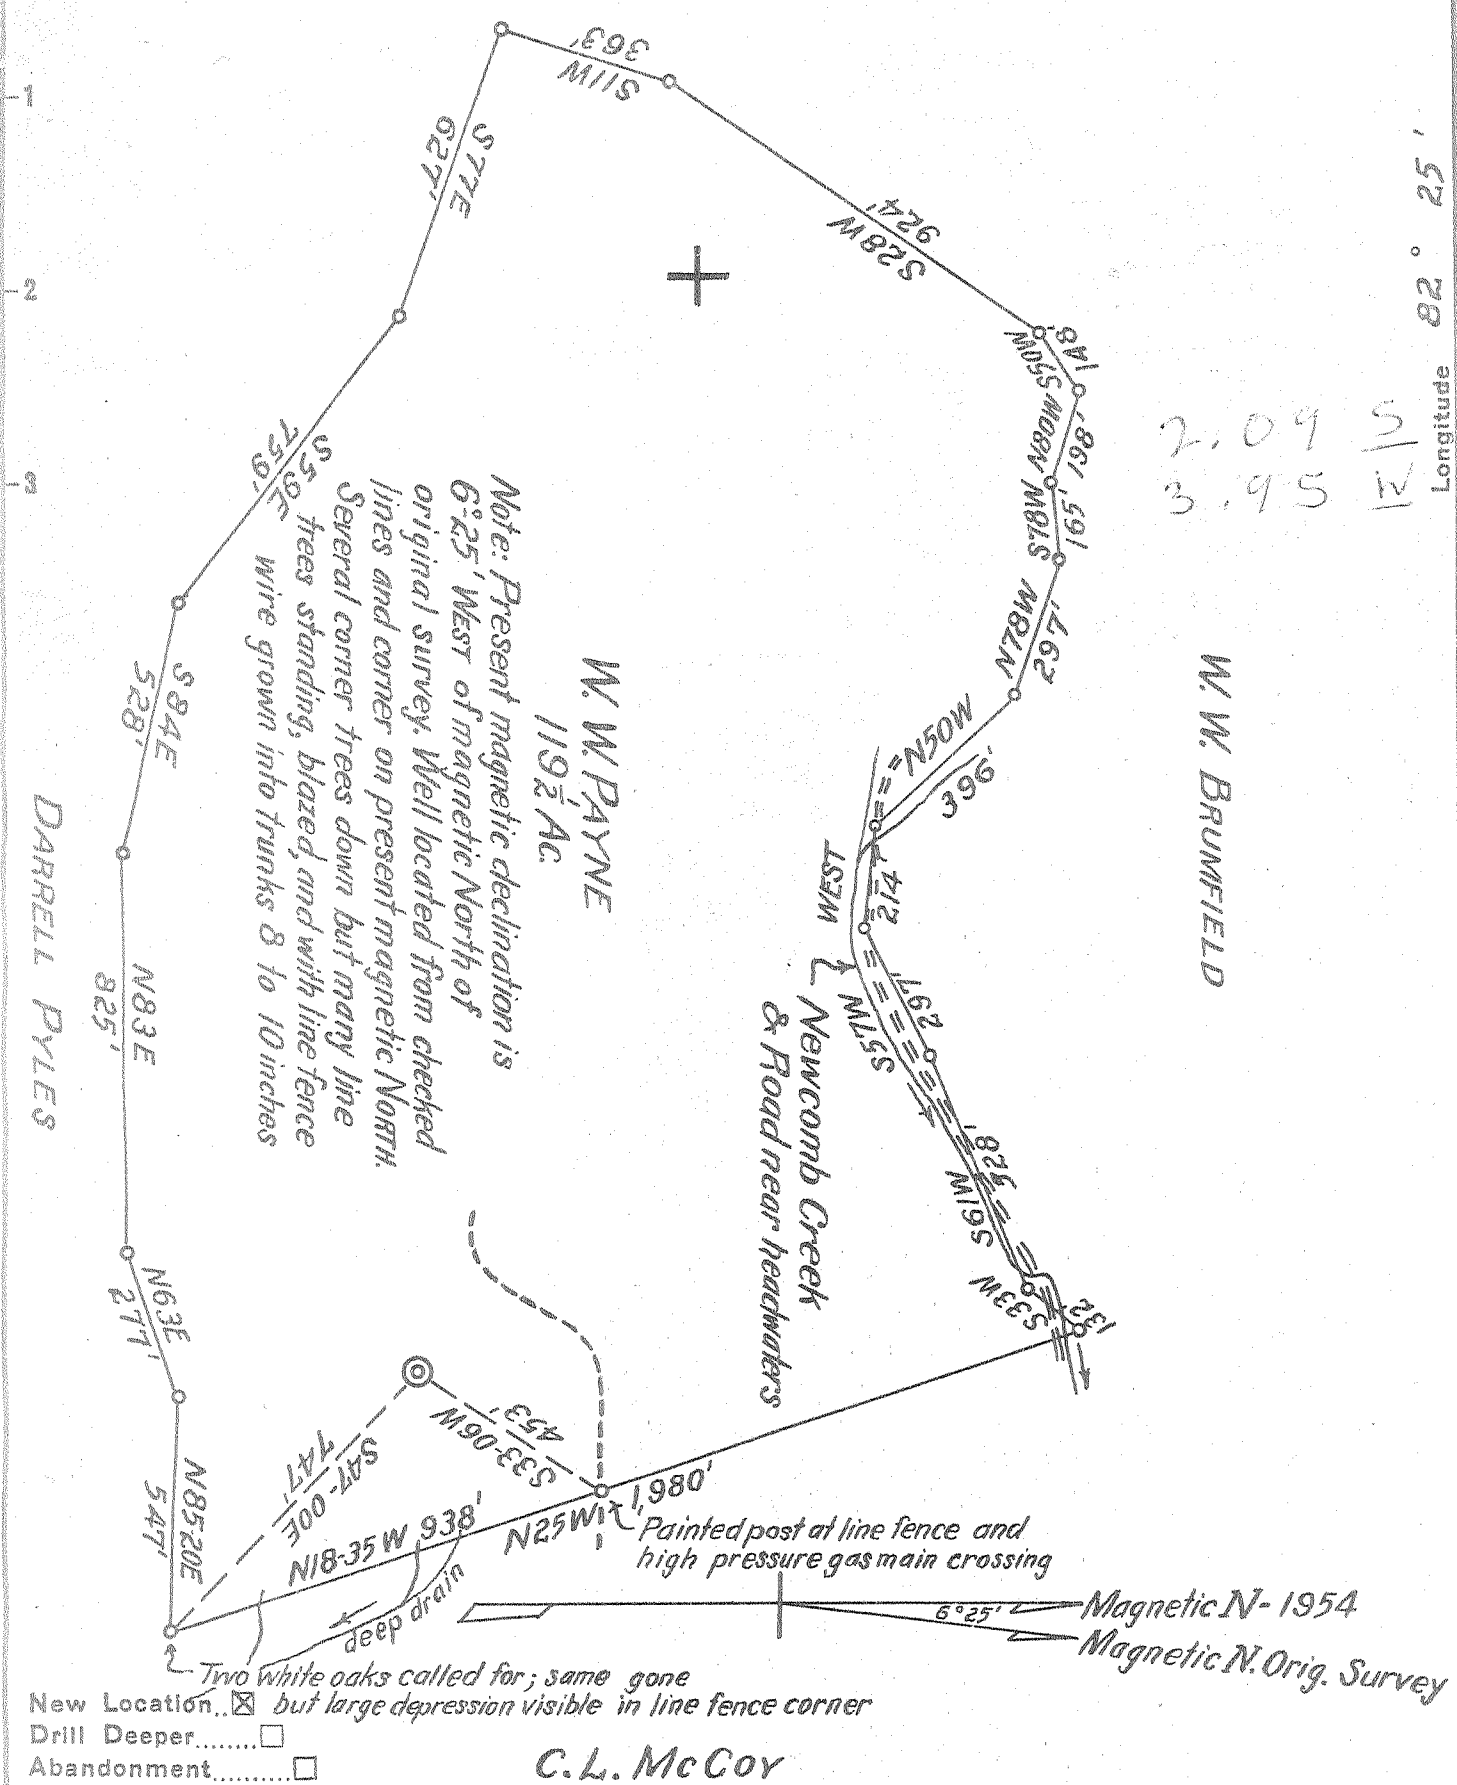 1
2
3
S11W
363'
S77E
627'
S28W
924'
S50W
148'
N80W
198'
S78W
165'
N78W
297'
N50W
396'
WEST
214'
S57W
297'
S61W
528'
S33W
132
S59E
759'
S84E
528'
N83E
825'
N63E
277'
N85-20E
547'
Longitude 82° 25'
2.09 S
3.95 W
W. W. BRUMFIELD
W. W. PAYNE
119 1/2 Ac.
Note: Present magnetic declination is
6°-25' WEST of magnetic North of
original survey. Well located from checked
lines and corner on present magnetic NORTH.
Several corner trees down but many line
trees standing, blazed, and with line fence
wire grown into trunks 8 to 10 inches
DARRELL PYLES
Newcomb Creek
& Road near headwaters
S33-06W
453'
S47-00E
747'
N18-35W 938'
N25W
1,980'
Painted post at line fence and
high pressure gas main crossing
deep drain
6°25'
Magnetic N- 1954
Magnetic N. Orig. Survey
Two white oaks called for; same gone
but large depression visible in line fence corner
New Location.. ☒
Drill Deeper........ ☐
Abandonment.......... ☐
C. L. McCoy